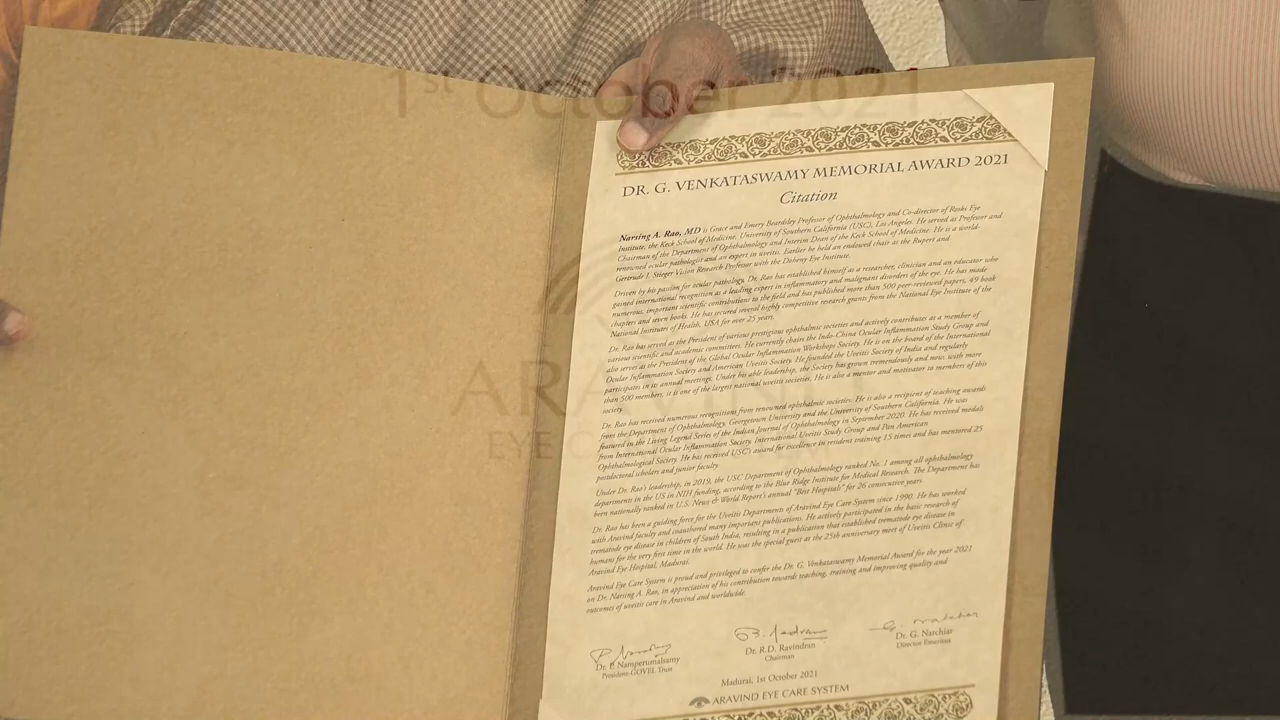 1st October 2021
DR. G. VENKATASWAMY MEMORIAL AWARD 2021
Citation
Narsing A. Rao, MD is Grace and Emery Beardsley Professor of Ophthalmology and Co-director of Roski Eye
Institute, the Keck School of Medicine, University of Southern California (USC), Los Angeles. He served as Professor and
Chairman of the Department of Ophthalmology and Interim Dean of the Keck School of Medicine. He is a world-
renowned ocular pathologist and an expert in uveitis. Earlier he held an endowed chair as the Rupert and
Gertrude I. Stieger Vision Research Professor with the Doheny Eye Institute.
Driven by his passion for ocular pathology, Dr. Rao has established himself as a researcher, clinician and an educator who
gained international recognition as a leading expert in inflammatory and malignant disorders of the eye. He has made
numerous, important scientific contributions to the field and has published more than 500 peer-reviewed papers, 49 book
chapters and seven books. He has secured several highly competitive research grants from the National Eye Institute of the
National Institutes of Health, USA for over 25 years.
Dr. Rao has served as the President of various prestigious ophthalmic societies and actively contributes as a member of
various scientific and academic committees. He currently chairs the Indo-China Ocular Inflammation Study Group and
also serves as the President of the Global Ocular Inflammation Workshops Society. He is on the board of the International
Ocular Inflammation Society and American Uveitis Society. He founded the Uveitis Society of India and regularly
participates in its annual meetings. Under his able leadership, the Society has grown tremendously and now, with more
than 500 members, it is one of the largest national uveitis societies. He is also a mentor and motivator to members of this
society.
Dr. Rao has received numerous recognitions from renowned ophthalmic societies. He is also a recipient of teaching awards
from the Department of Ophthalmology, Georgetown University and the University of Southern California. He was
featured in the Living Legend Series of the Indian Journal of Ophthalmology in September 2020. He has received medals
from International Ocular Inflammation Society, International Uveitis Study Group and Pan American
Ophthalmological Society. He has received USC's award for excellence in resident training 15 times and has mentored 25
postdoctoral scholars and junior faculty.
Under Dr. Rao's leadership, in 2019, the USC Department of Ophthalmology ranked No. 1 among all ophthalmology
departments in the US in NIH funding, according to the Blue Ridge Institute for Medical Research. The Department has
been nationally ranked in U.S. News & World Report's annual "Best Hospitals" for 26 consecutive years
Dr. Rao has been a guiding force for the Uveitis Departments of Aravind Eye Care System since 1990. He has worked
with Aravind faculty and coauthored many important publications. He actively participated in the basic research of
trematode eye disease in children of South India, resulting in a publication that established trematode eye disease in
humans for the very first time in the world. He was the special guest at the 25th anniversary meet of Uveitis Clinic of
Aravind Eye Hospital, Madurai.
Aravind Eye Care System is proud and privileged to confer the Dr. G. Venkataswamy Memorial Award for the year 2021
on Dr. Narsing A. Rao, in appreciation of his contribution towards teaching, training and improving quality and
outcomes of uveitis care in Aravind and worldwide.
Dr. P. Namperumalsamy
President-GOVEL Trust
Dr. R.D. Ravindran
Chairman
Dr. G. Natchiar
Director Emeritus
Madurai, 1st October 2021
ARAVIND EYE CARE SYSTEM